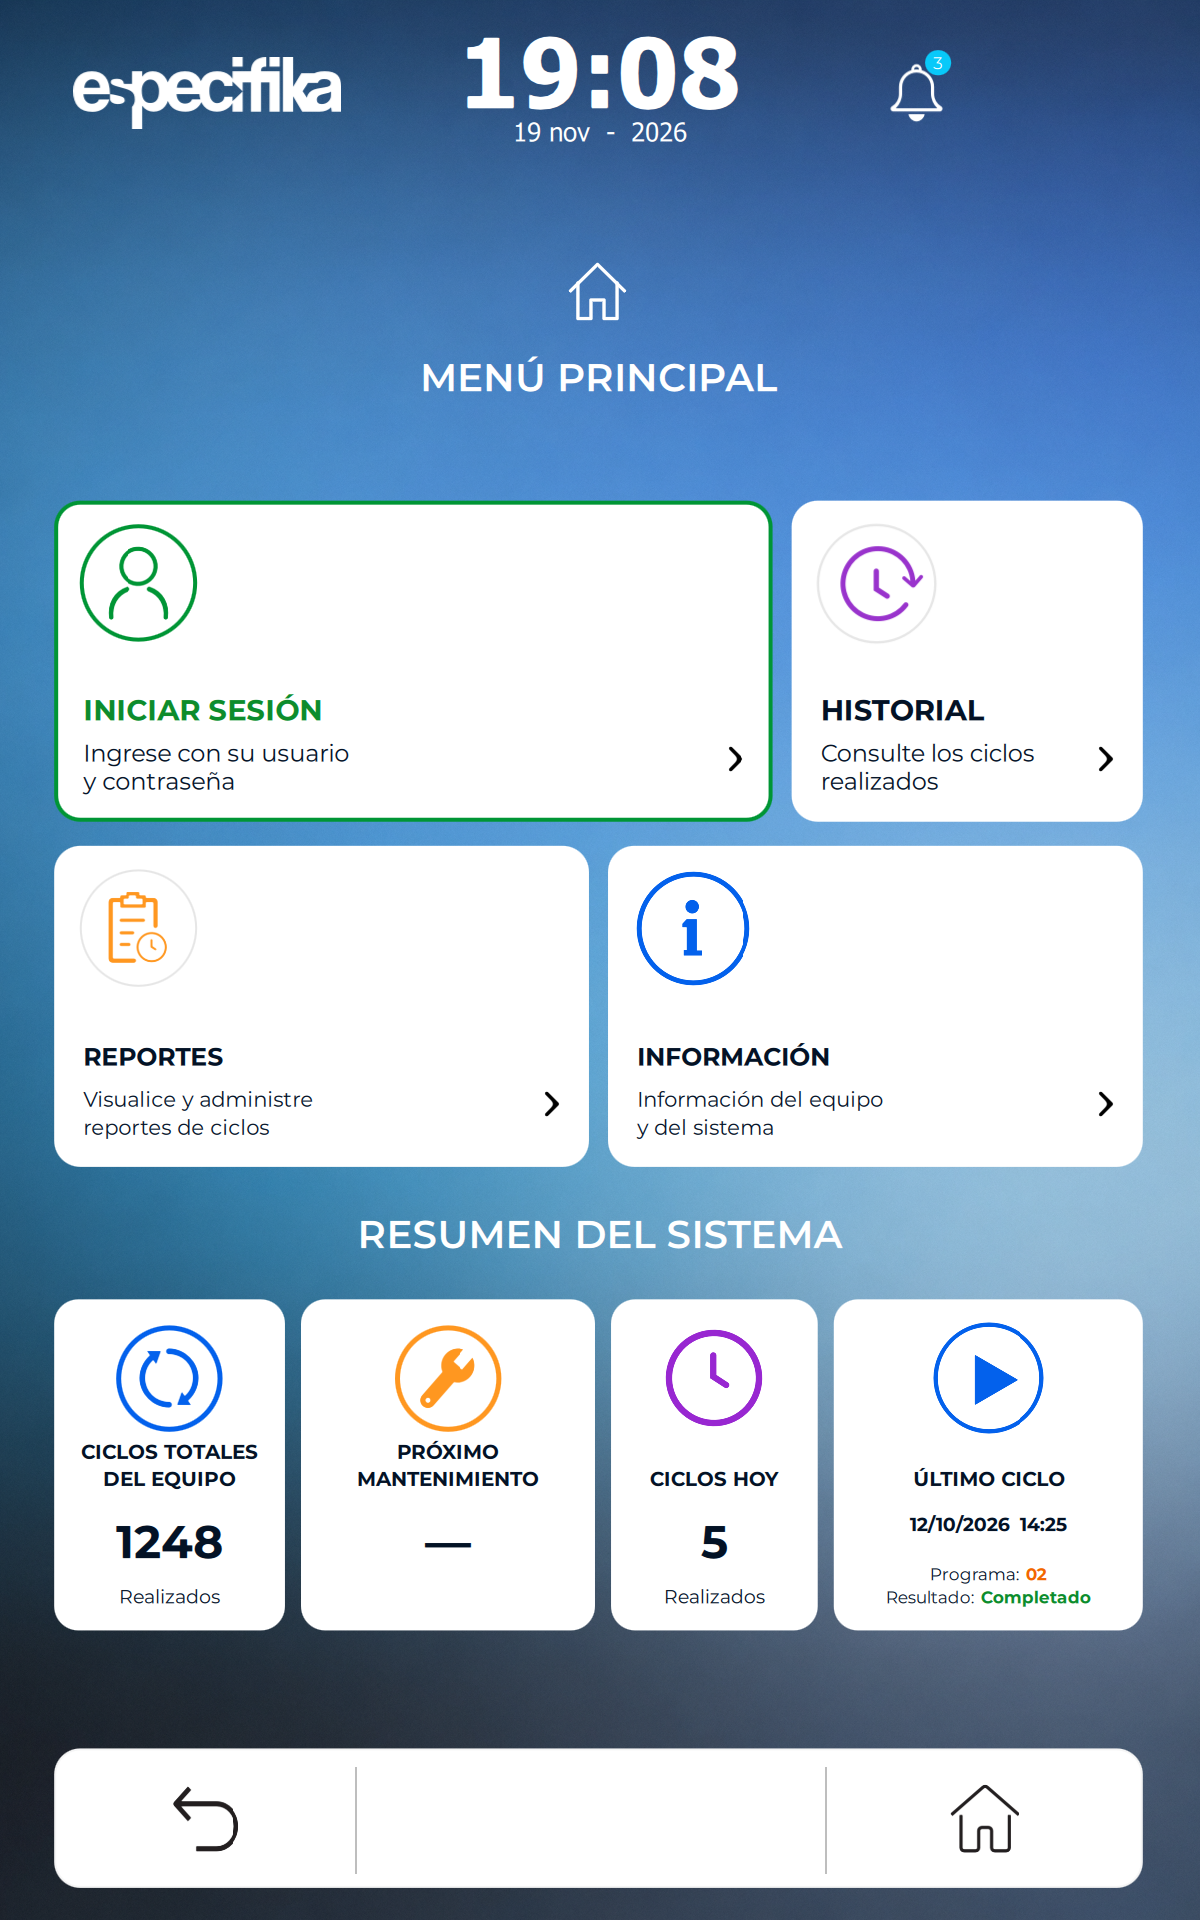 especifika
19:08
3
19 nov - 2026
MENÚ PRINCIPAL
INICIAR SESIÓN
Ingrese con su usuario
y contraseña
HISTORIAL
Consulte los ciclos
realizados
REPORTES
Visualice y administre
reportes de ciclos
INFORMACIÓN
Información del equipo
y del sistema
RESUMEN DEL SISTEMA
CICLOS TOTALES
DEL EQUIPO
1248
Realizados
PRÓXIMO
MANTENIMIENTO
—
CICLOS HOY
5
Realizados
ÚLTIMO CICLO
12/10/2026 14:25
Programa: 02
Resultado: Completado